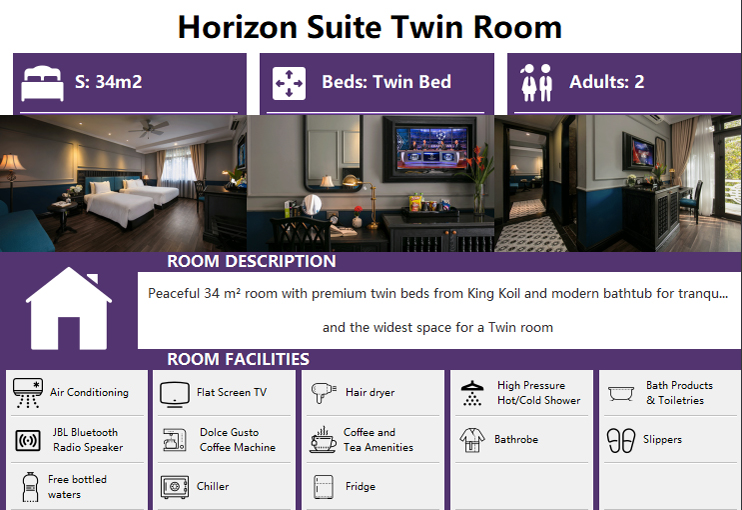 Horizon Suite Twin Room
S: 34m2
Beds: Twin Bed
Adults: 2
ROOM DESCRIPTION
Peaceful 34 m² room with premium twin beds from King Koil and modern bathtub for tranqu...
and the widest space for a Twin room
ROOM FACILITIES
Air Conditioning
Flat Screen TV
Hair dryer
High Pressure
Hot/Cold Shower
Bath Products
& Toiletries
JBL Bluetooth
Radio Speaker
Dolce Gusto
Coffee Machine
Coffee and
Tea Amenities
Bathrobe
Slippers
Free bottled
waters
Chiller
Fridge